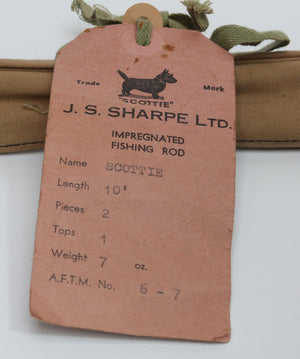 Trade Mark
"SCOTTIE"
J. S. SHARPE LTD.
IMPREGNATED
FISHING ROD
Name SCOTTIE
Length 10'
Pieces 2
Tops 1
Weight 7 oz.
A.F.T.M. No. 6 - 7